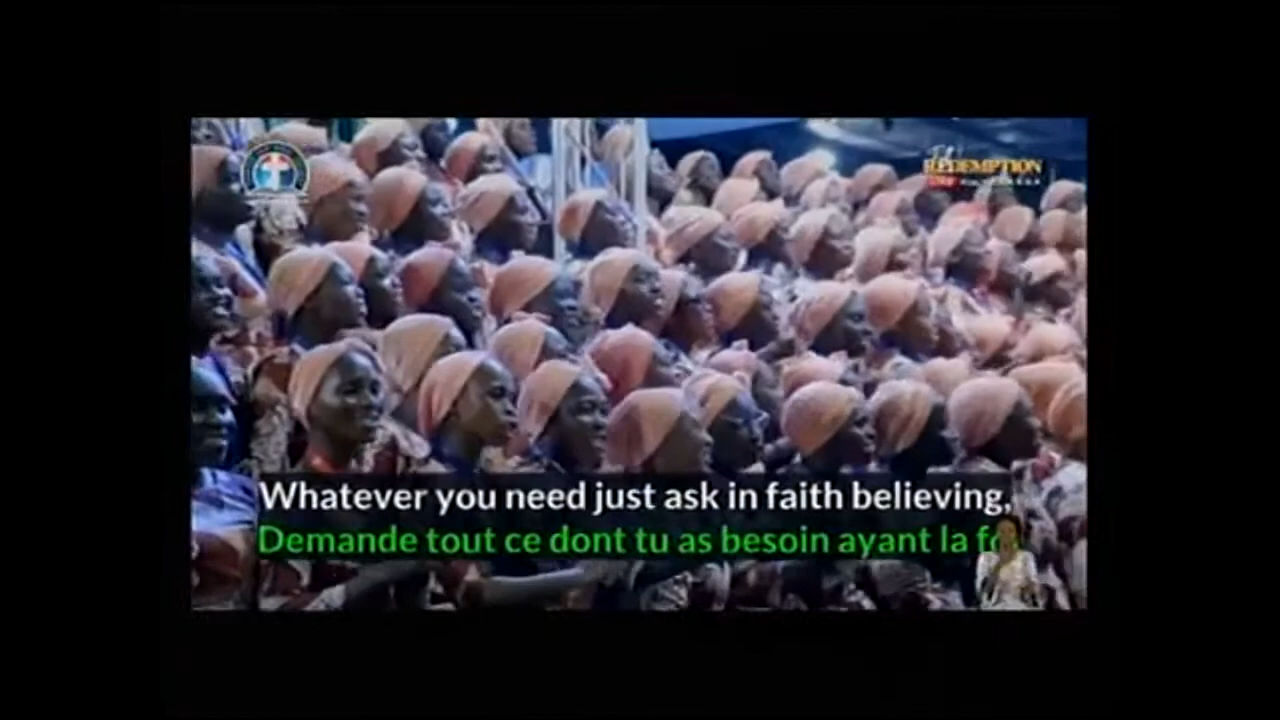 REDEMPTION
Whatever you need just ask in faith believing,
Demande tout ce dont tu as besoin ayant la